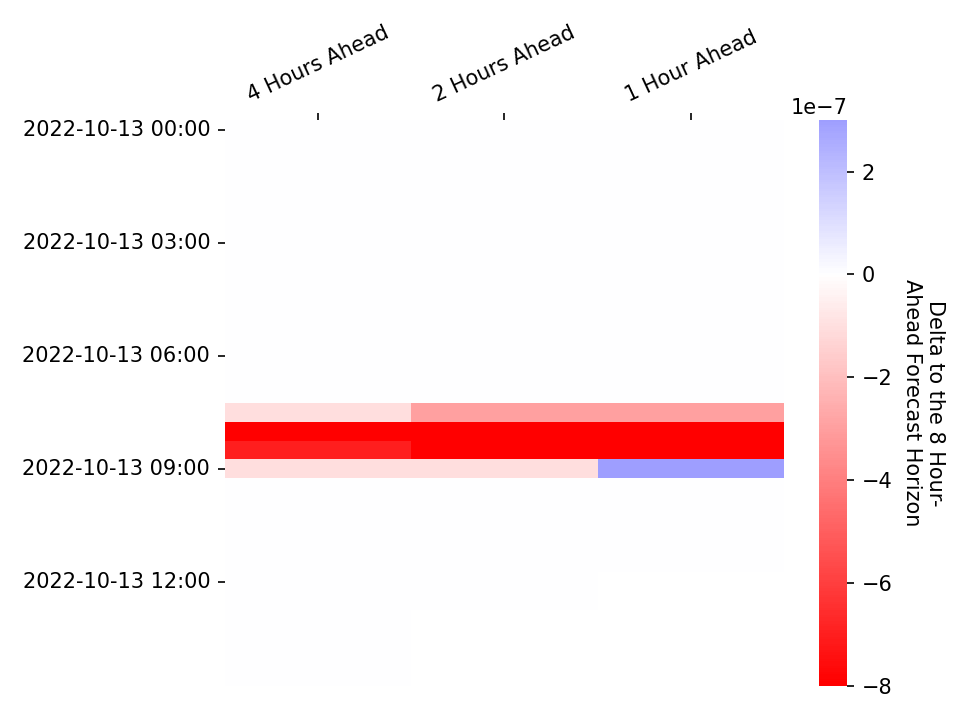 4 Hours Ahead
2 Hours Ahead
1 Hour Ahead
1e−7
2022-10-13 00:00
2022-10-13 03:00
2022-10-13 06:00
2022-10-13 09:00
2022-10-13 12:00
2
0
−2
−4
−6
−8
Delta to the 8 Hour-
Ahead Forecast Horizon